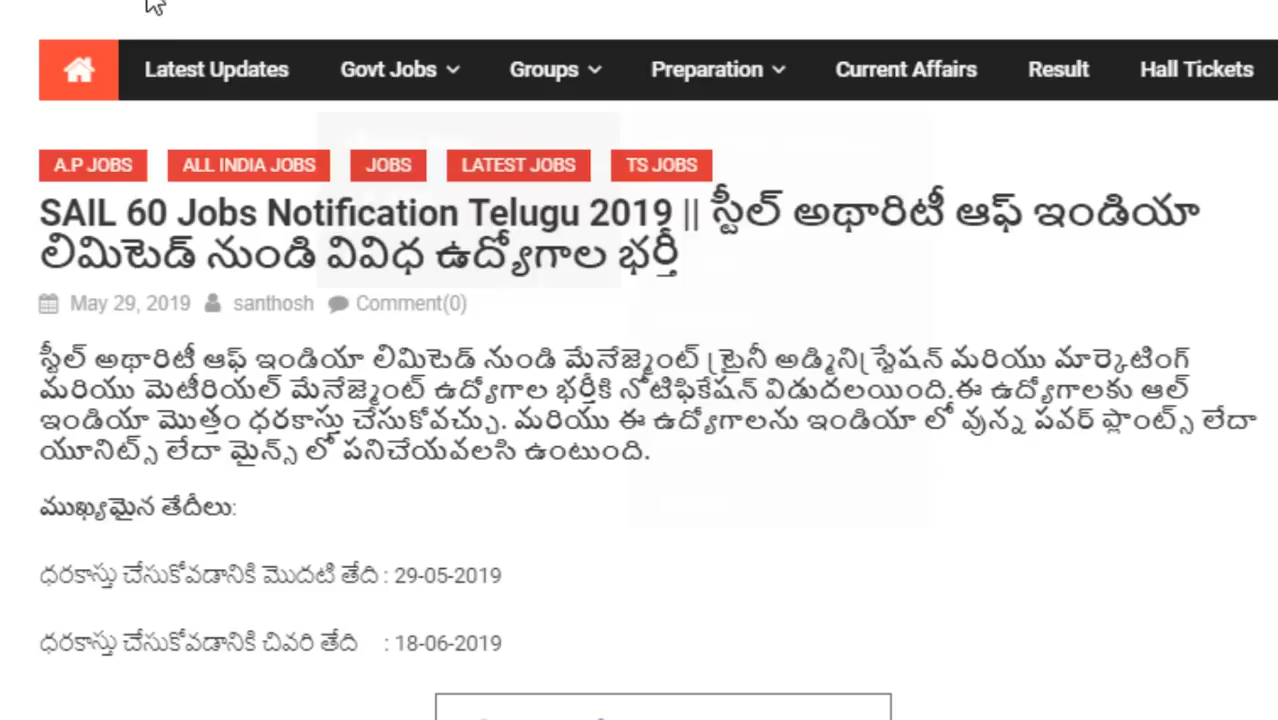 Latest Updates Govt Jobs Groups Preparation Current Affairs Result Hall Tickets
A.P JOBS ALL INDIA JOBS JOBS LATEST JOBS TS JOBS
SAIL 60 Jobs Notification Telugu 2019 || స్టీల్ అథారిటీ ఆఫ్ ఇండియా
లిమిటెడ్ నుండి వివిధ ఉద్యోగాల భర్తీ
May 29, 2019 santhosh Comment(0)
స్టీల్ అథారిటీ ఆఫ్ ఇండియా లిమిటెడ్ నుండి మేనేజ్మెంట్ ట్రైనీ అడ్మినిస్ట్రేషన్ మరియు మార్కెటింగ్
మరియు మెటీరియల్ మేనేజ్మెంట్ ఉద్యోగాల భర్తీకి నోటిఫికేషన్ విడుదలయింది.ఈ ఉద్యోగాలకు ఆల్
ఇండియా మొత్తం ధరకాస్తు చేసుకోవచ్చు. మరియు ఈ ఉద్యోగాలను ఇండియా లో వున్న పవర్ ప్లాంట్స్ లేదా
యూనిట్స్ లేదా మైన్స్ లో పనిచేయవలసి ఉంటుంది.
ముఖ్యమైన తేదీలు:
ధరకాస్తు చేసుకోవడానికి మొదటి తేది : 29-05-2019
ధరకాస్తు చేసుకోవడానికి చివరి తేది : 18-06-2019